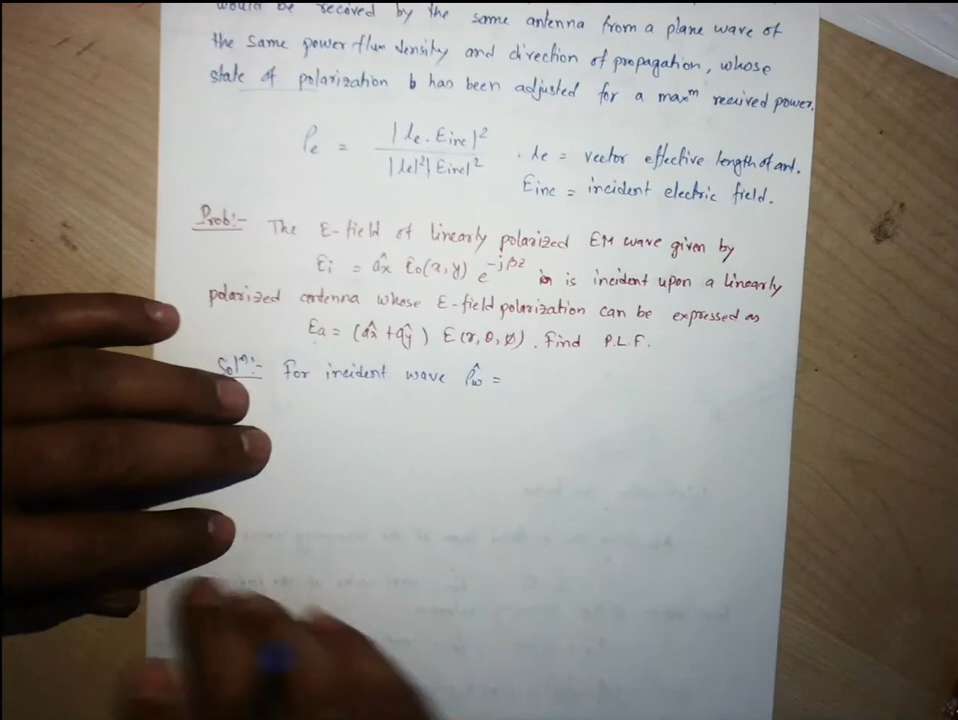 would be recived by the same antenna from a plane wave of
the same power flux density and direction of propagation, whose
state of polarization b has been adjusted for a maxᵐ received power.
Pe = |le . Einc|² / |le|² |Einc|² . le = vector effective length of ant.
Einc = incident electric field.
Prob:- The E-field of linearly polarized EM wave given by
Ei = âx E0(x, y) e^-jβz is incident upon a linearly
polarized antenna whose E-field polarization can be expressed as
Ea = (âx + ây) E(r, θ, φ). Find P.L.F.
Solⁿ:- For incident wave ρ̂w =